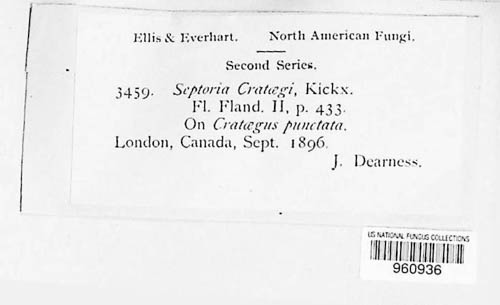 Ellis & Everhart. North American Fungi.
Second Series.
3459. Septoria Cratægi, Kickx.
Fl. Fland. II, p. 433.
On Cratægus punctata.
London, Canada, Sept. 1896.
J. Dearness.
US NATIONAL FUNGUS COLLECTIONS
960936